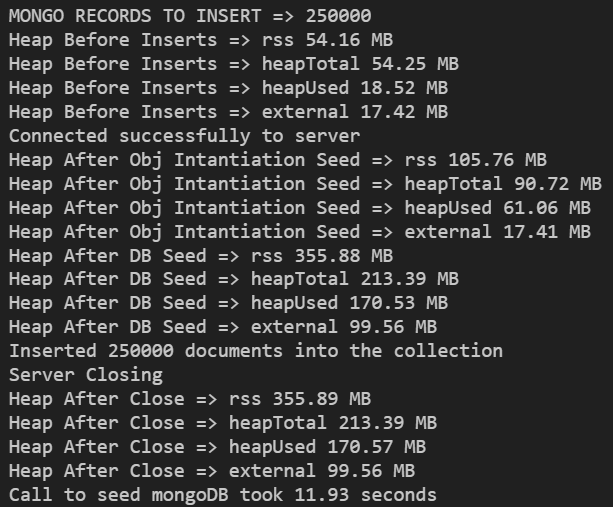 MONGO RECORDS TO INSERT => 250000
Heap Before Inserts => rss 54.16 MB
Heap Before Inserts => heapTotal 54.25 MB
Heap Before Inserts => heapUsed 18.52 MB
Heap Before Inserts => external 17.42 MB
Connected successfully to server
Heap After Obj Intantiation Seed => rss 105.76 MB
Heap After Obj Intantiation Seed => heapTotal 90.72 MB
Heap After Obj Intantiation Seed => heapUsed 61.06 MB
Heap After Obj Intantiation Seed => external 17.41 MB
Heap After DB Seed => rss 355.88 MB
Heap After DB Seed => heapTotal 213.39 MB
Heap After DB Seed => heapUsed 170.53 MB
Heap After DB Seed => external 99.56 MB
Inserted 250000 documents into the collection
Server Closing
Heap After Close => rss 355.89 MB
Heap After Close => heapTotal 213.39 MB
Heap After Close => heapUsed 170.57 MB
Heap After Close => external 99.56 MB
Call to seed mongoDB took 11.93 seconds